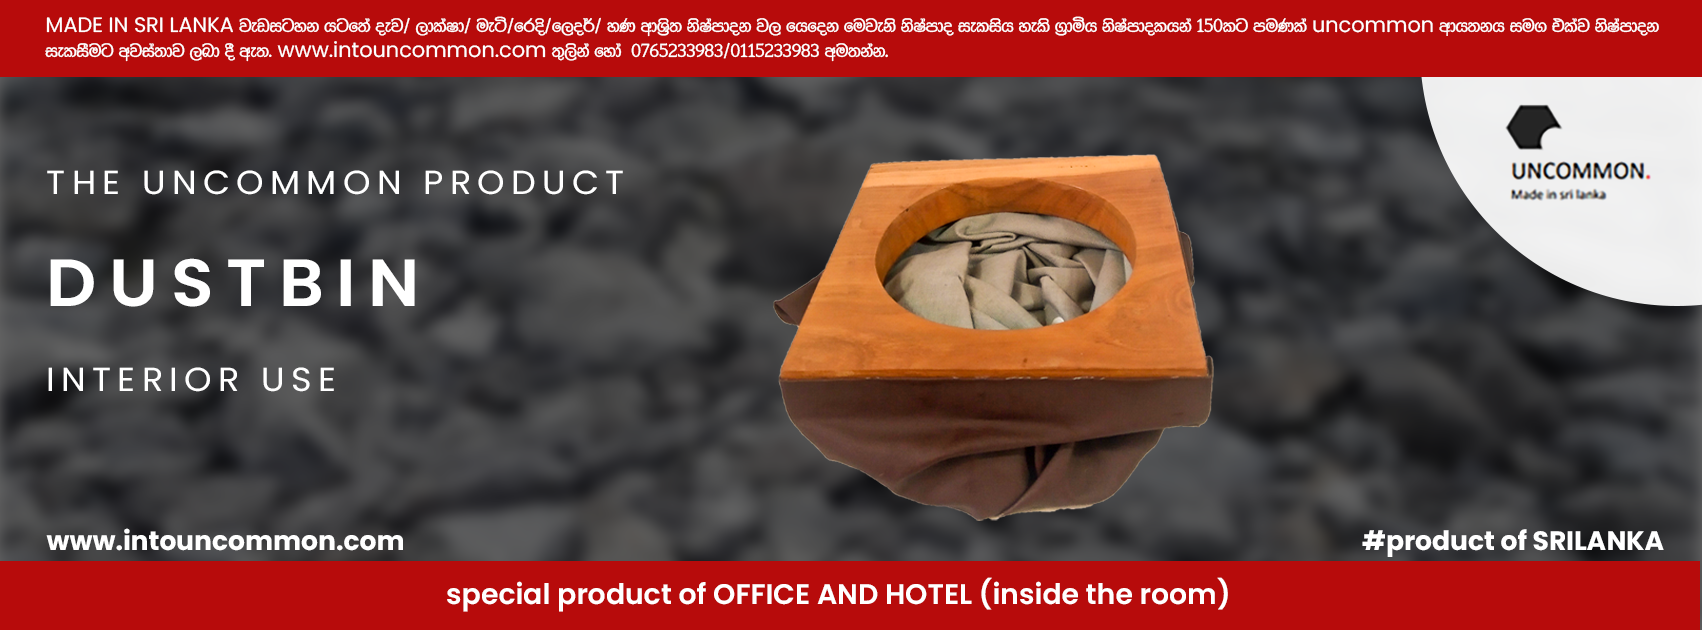 MADE IN SRI LANKA වැඩසටහන යටතේ දැව/ ලාක්ෂා/ මැටි/රෙදි/ලෙදර්/ හණ ආශ්‍රිත නිෂ්පාදන වල යෙදෙන මෙවැනි නිෂ්පාද සැකසිය හැකි ග්‍රාමිය නිෂ්පාදකයන් 150කට පමණක් uncommon ආයතනය සමග එක්ව නිෂ්පාදන
සැකසීමට අවස්තාව ලබා දී ඇත. www.intouncommon.com තුලින් හෝ 0765233983/0115233983 අමතන්න.
UNCOMMON.
Made in sri lanka
THE UNCOMMON PRODUCT
DUSTBIN
INTERIOR USE
www.intouncommon.com
#product of SRILANKA
special product of OFFICE AND HOTEL (inside the room)